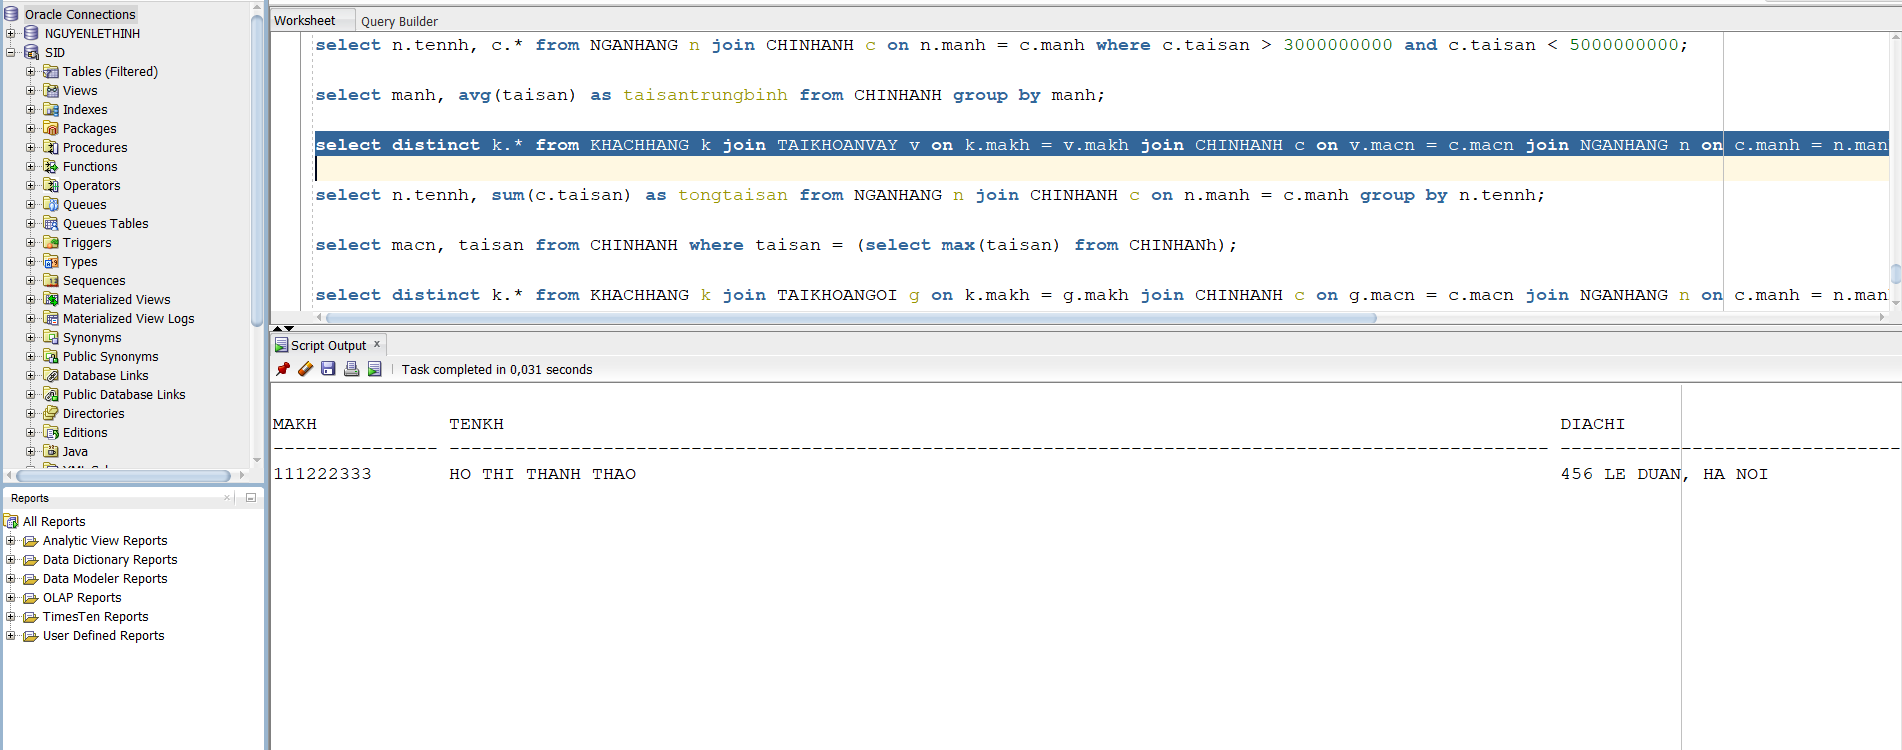 Oracle Connections
NGUYENLETHINH
SID
Tables (Filtered)
Views
Indexes
Packages
Procedures
Functions
Operators
Queues
Queues Tables
Triggers
Types
Sequences
Materialized Views
Materialized View Logs
Synonyms
Public Synonyms
Database Links
Public Database Links
Directories
Editions
Java
Reports
All Reports
Analytic View Reports
Data Dictionary Reports
Data Modeler Reports
OLAP Reports
TimesTen Reports
User Defined Reports
Worksheet Query Builder
select n.tennh, c.* from NGANHANG n join CHINHANH c on n.manh = c.manh where c.taisan > 3000000000 and c.taisan < 5000000000;
select manh, avg(taisan) as taisantrungbinh from CHINHANH group by manh;
select distinct k.* from KHACHHANG k join TAIKHOANVAY v on k.makh = v.makh join CHINHANH c on v.macn = c.macn join NGANHANG n on c.manh = n.man
select n.tennh, sum(c.taisan) as tongtaisan from NGANHANG n join CHINHANH c on n.manh = c.manh group by n.tennh;
select macn, taisan from CHINHANH where taisan = (select max(taisan) from CHINHANh);
select distinct k.* from KHACHHANG k join TAIKHOANGOI g on k.makh = g.makh join CHINHANH c on g.macn = c.macn join NGANHANG n on c.manh = n.man
Script Output x
Task completed in 0,031 seconds
MAKH TENKH DIACHI
--------------- ---------------------------------------------------------------------------------------------------- -------------------------------
111222333 HO THI THANH THAO 456 LE DUAN, HA NOI